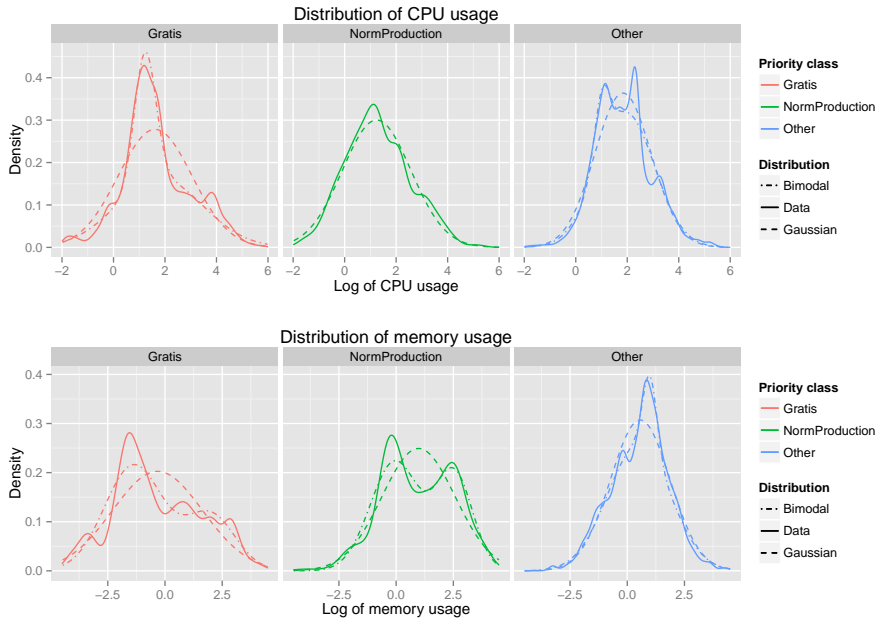 Distribution of CPU usage
Gratis
NormProduction
Other
0.4
0.3
0.2
0.1
0.0
Density
−2 0 2 4 6
−2 0 2 4 6
−2 0 2 4 6
Log of CPU usage
Priority class
Gratis
NormProduction
Other
Distribution
Bimodal
Data
Gaussian
Distribution of memory usage
Gratis
NormProduction
Other
0.4
0.3
0.2
0.1
0.0
Density
−2.5 0.0 2.5
−2.5 0.0 2.5
−2.5 0.0 2.5
Log of memory usage
Priority class
Gratis
NormProduction
Other
Distribution
Bimodal
Data
Gaussian